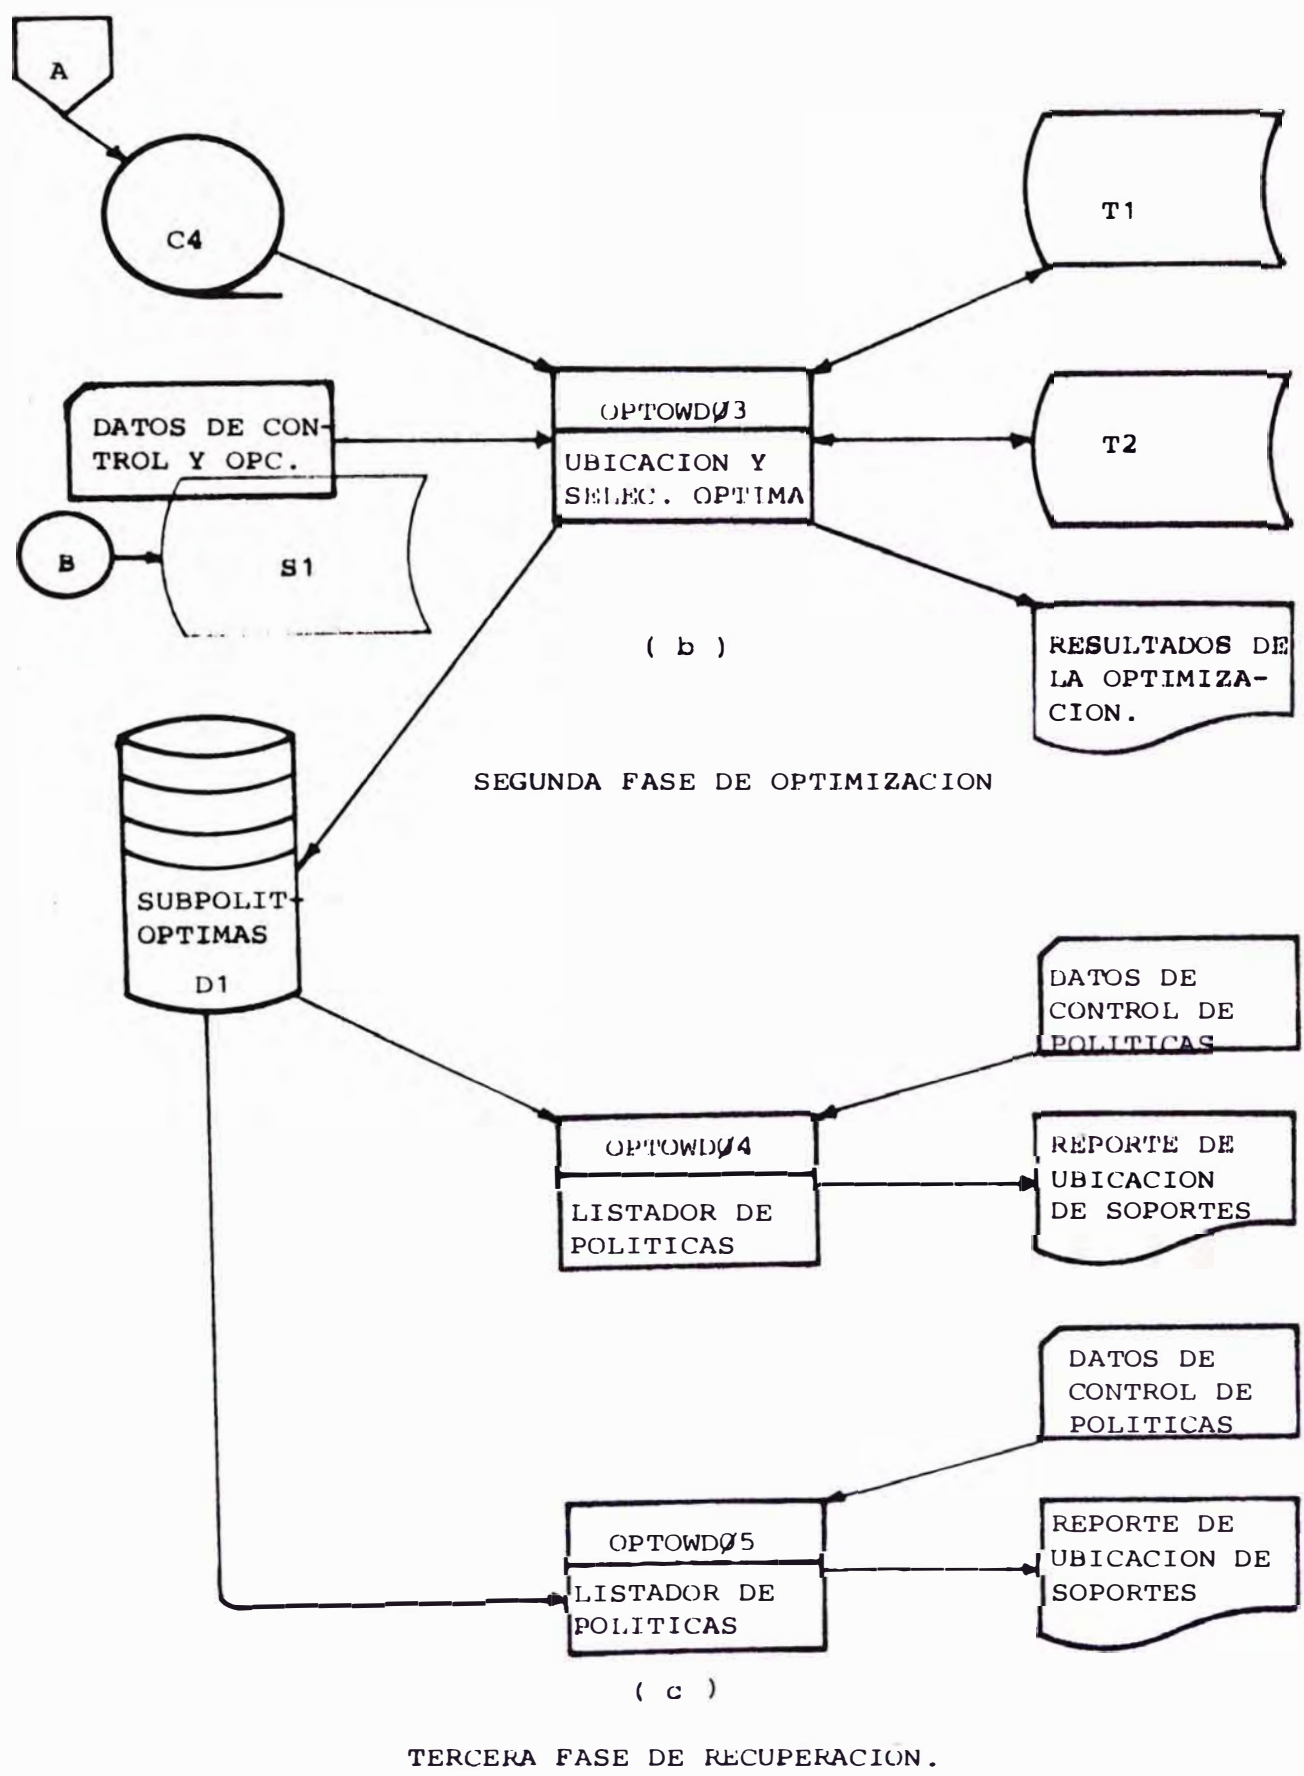 A
C4
T1
OPTOWDØ3
UBICACION Y
SELEC. OPTIMA
DATOS DE CON-
TROL Y OPC.
T2
B
S1
( b )
RESULTADOS DE
LA OPTIMIZA-
CION.
SEGUNDA FASE DE OPTIMIZACION
SUBPOLIT-
OPTIMAS
D1
DATOS DE
CONTROL DE
POLITICAS
OPTOWDØ4
LISTADOR DE
POLITICAS
REPORTE DE
UBICACION
DE SOPORTES
DATOS DE
CONTROL DE
POLITICAS
OPTOWDØ5
LISTADOR DE
POLITICAS
REPORTE DE
UBICACION DE
SOPORTES
( c )
TERCERA FASE DE RECUPERACION.